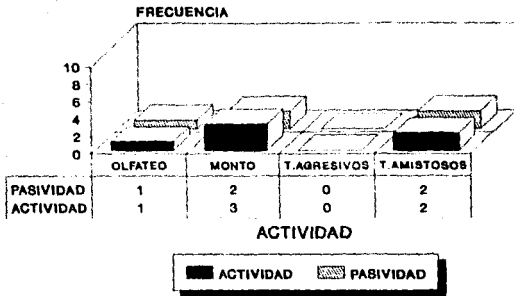 FRECUENCIA
10
8
6
4
2
0
OLFATEO MONTO T.AGRESIVOS T.AMISTOSOS
PASIVIDAD 1 2 0 2
ACTIVIDAD 1 3 0 2
ACTIVIDAD
ACTIVIDAD PASIVIDAD